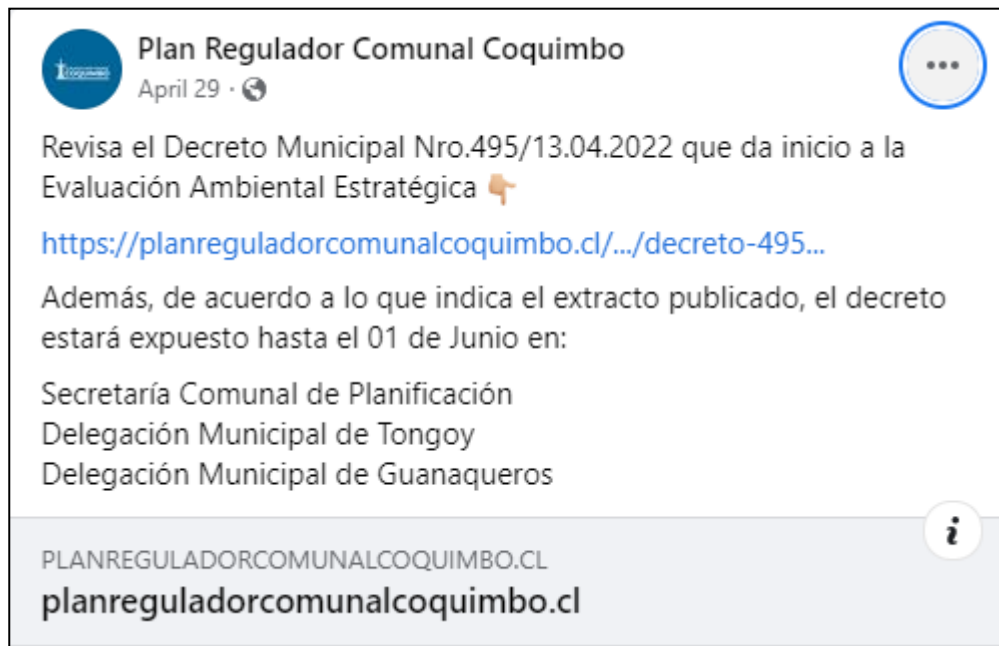 COQUIMBO
Plan Regulador Comunal Coquimbo
April 29 ·
Revisa el Decreto Municipal Nro.495/13.04.2022 que da inicio a la
Evaluación Ambiental Estratégica 👇🏼
https://planreguladorcomunalcoquimbo.cl/.../decreto-495...
Además, de acuerdo a lo que indica el extracto publicado, el decreto
estará expuesto hasta el 01 de Junio en:
Secretaría Comunal de Planificación
Delegación Municipal de Tongoy
Delegación Municipal de Guanaqueros
PLANREGULADORCOMUNALCOQUIMBO.CL
planreguladorcomunalcoquimbo.cl